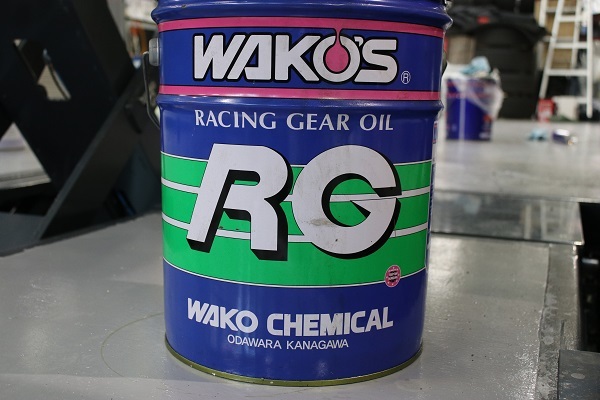 WAKO'S®
RACING GEAR OIL
RG
WAKO CHEMICAL
ODAWARA KANAGAWA